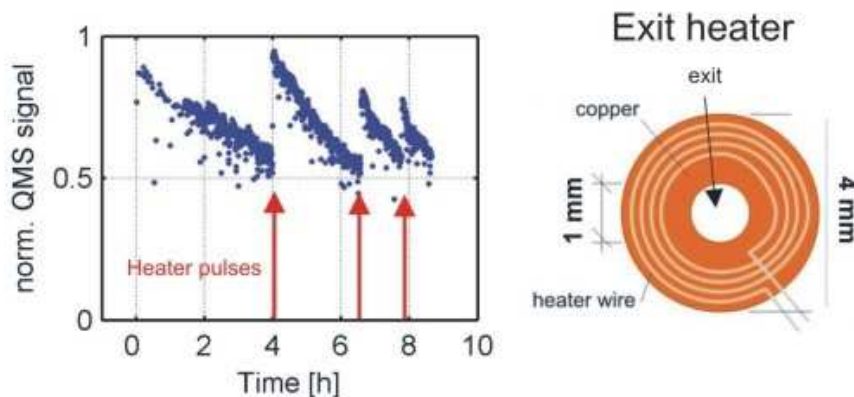 norm. QMS signal
1
0.5
1
Heater pulses
0 2 4 6 8 10
Time [h]
Exit heater
exit
copper
1 mm
4 mm
heater wire